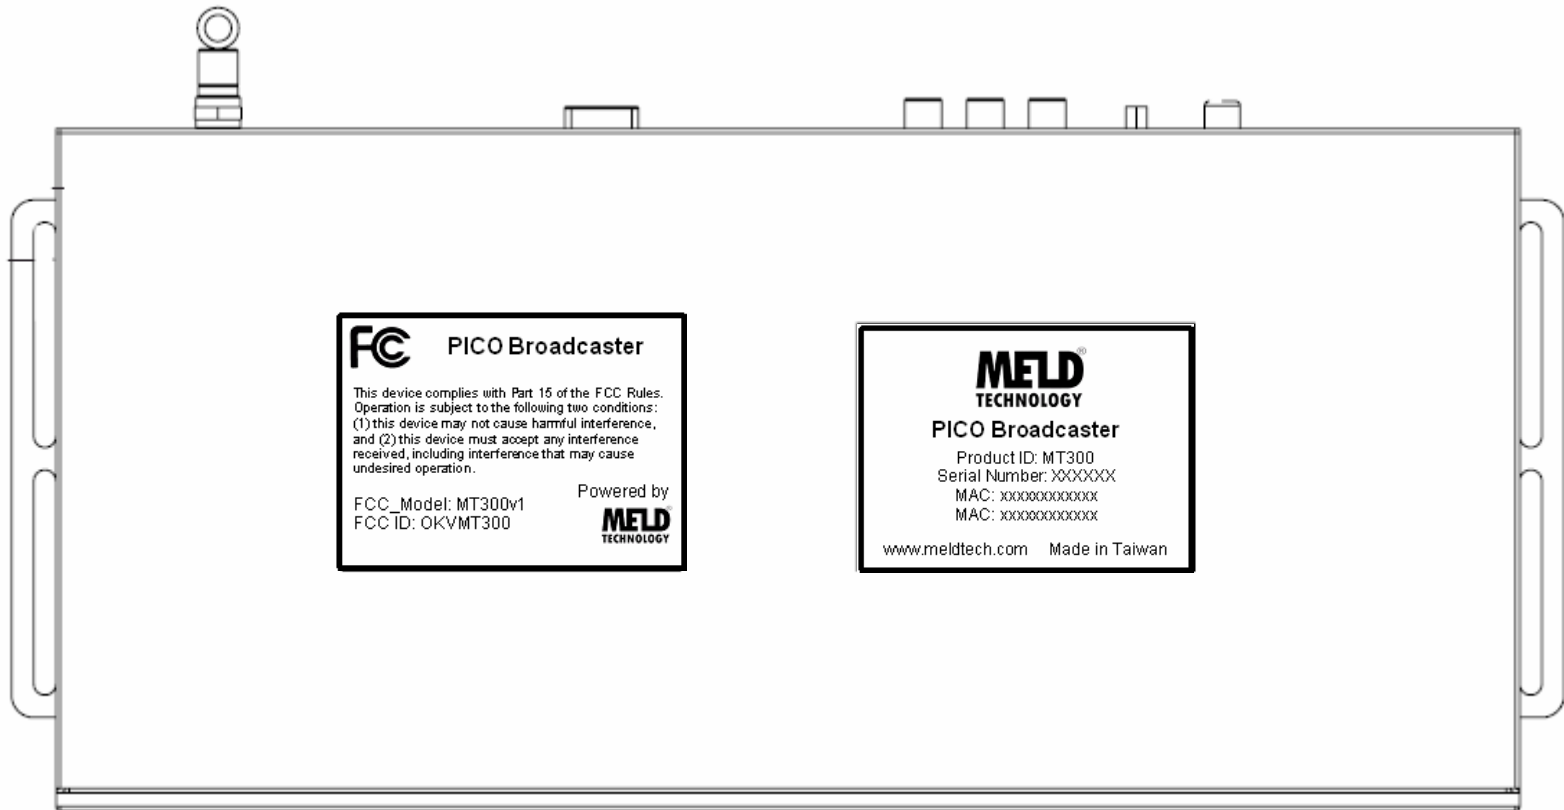 FC
PICO Broadcaster
This device complies with Part 15 of the FCC Rules.
Operation is subject to the following two conditions:
(1) this device may not cause harmful interference,
and (2) this device must accept any interference
received, including interference that may cause
undesired operation.
FCC_Model: MT300v1
FCC ID: OKVMT300
Powered by
MELD®
TECHNOLOGY
MELD®
TECHNOLOGY
PICO Broadcaster
Product ID: MT300
Serial Number: XXXXXX
MAC: xxxxxxxxxxxx
MAC: xxxxxxxxxxxx
www.meldtech.com Made in Taiwan